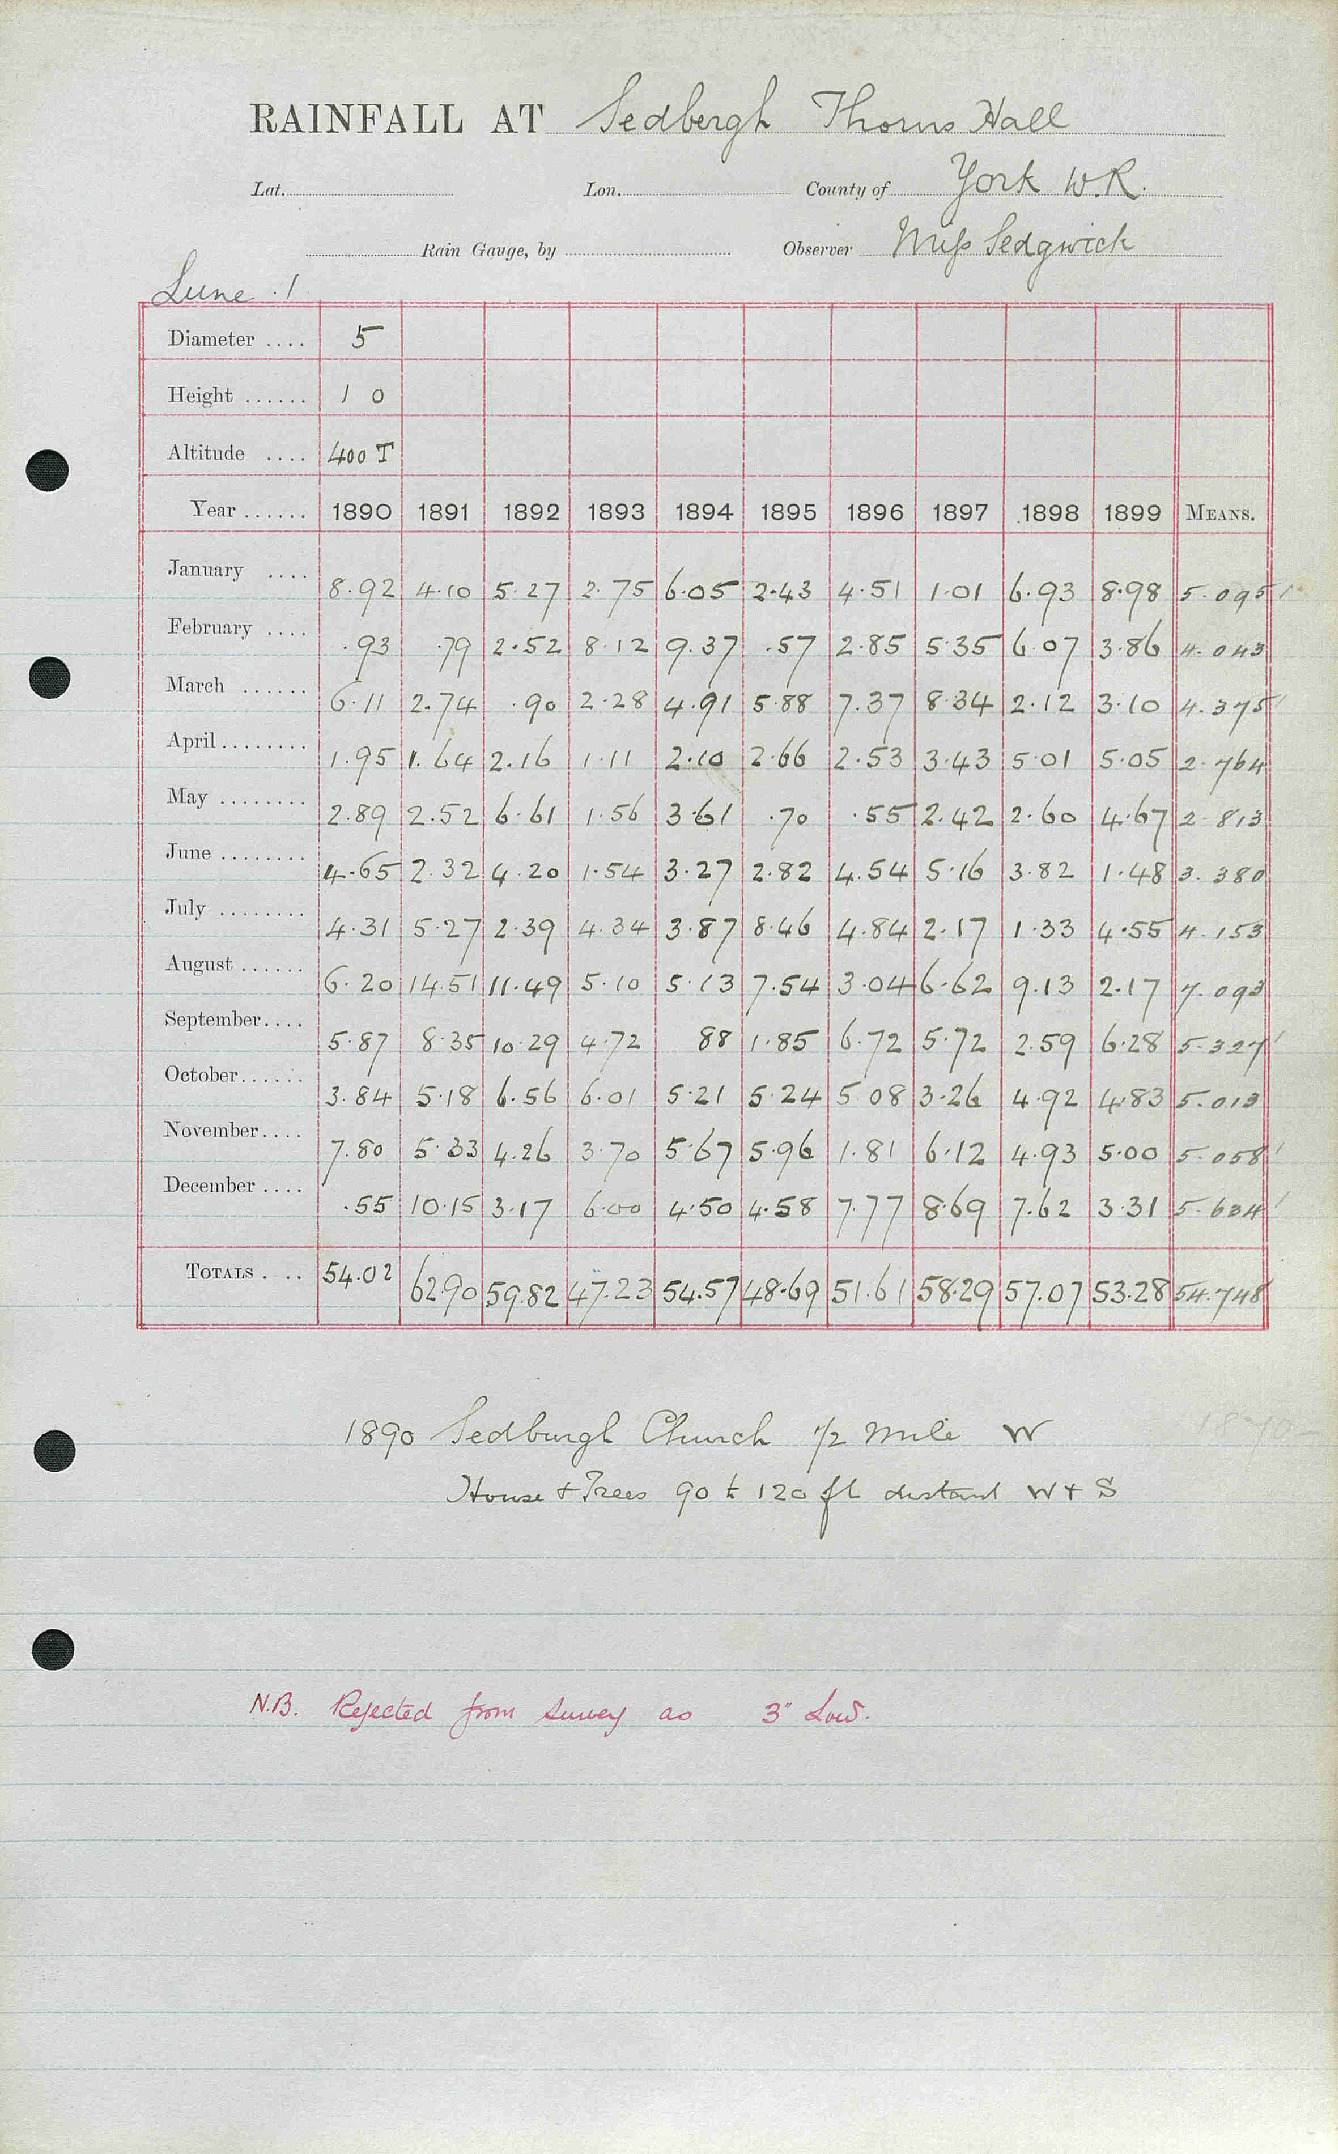 RAINFALL AT Sedbergh Thorns Hall
Lat. Lon. County of York W.R.
Rain Gauge, by Observer Miss Sedgwick
Lune 1
Diameter .... 5
Height ...... 1 0
Altitude .... 400 T
Year ...... 1890 1891 1892 1893 1894 1895 1896 1897 1898 1899 MEANS.
January .... 8.92 4.10 5.27 2.75 6.05 2.43 4.51 1.01 6.93 8.98 5.095
February .... .93 .79 2.52 8.12 9.37 .57 2.85 5.35 6.07 3.86 4.043
March ...... 6.11 2.74 .90 2.28 4.91 5.88 7.37 8.34 2.12 3.10 4.375
April ........ 1.95 1.64 2.16 1.11 2.10 2.66 2.53 3.43 5.01 5.05 2.764
May ........ 2.89 2.52 6.61 1.56 3.61 .70 .55 2.42 2.60 4.67 2.813
June ........ 4.65 2.32 4.20 1.54 3.27 2.82 4.54 5.16 3.82 1.48 3.380
July ........ 4.31 5.27 2.39 4.34 3.87 8.46 4.84 2.17 1.33 4.55 4.153
August ...... 6.20 14.51 11.49 5.10 5.13 7.54 3.04 6.62 9.13 2.17 7.093
September .... 5.87 8.35 10.29 4.72 88 1.85 6.72 5.72 2.59 6.28 5.327
October ...... 3.84 5.18 6.56 6.01 5.21 5.24 5.08 3.26 4.92 4.83 5.013
November .... 7.80 5.33 4.26 3.70 5.67 5.96 1.81 6.12 4.93 5.00 5.058
December .... .55 10.15 3.17 6.00 4.50 4.58 7.77 8.69 7.62 3.31 5.634
TOTALS .... 54.02 62.90 59.82 47.23 54.57 48.69 51.61 58.29 57.07 53.28 54.748
1890 Sedburgh Church 1/2 mile W
House & Trees 90 to 120 ft distant W & S
N.B. Rejected from survey as 3" Low.